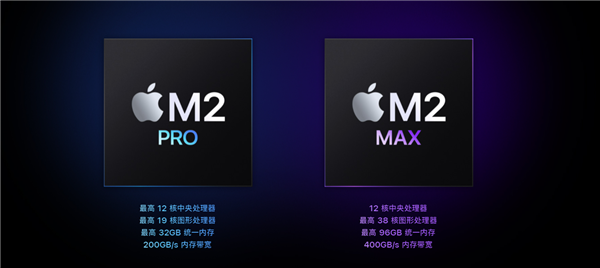 M2
PRO
最高 12 核中央处理器
最高 19 核图形处理器
最高 32GB 统一内存
200GB/s 内存带宽
M2
MAX
12 核中央处理器
最高 38 核图形处理器
最高 96GB 统一内存
400GB/s 内存带宽